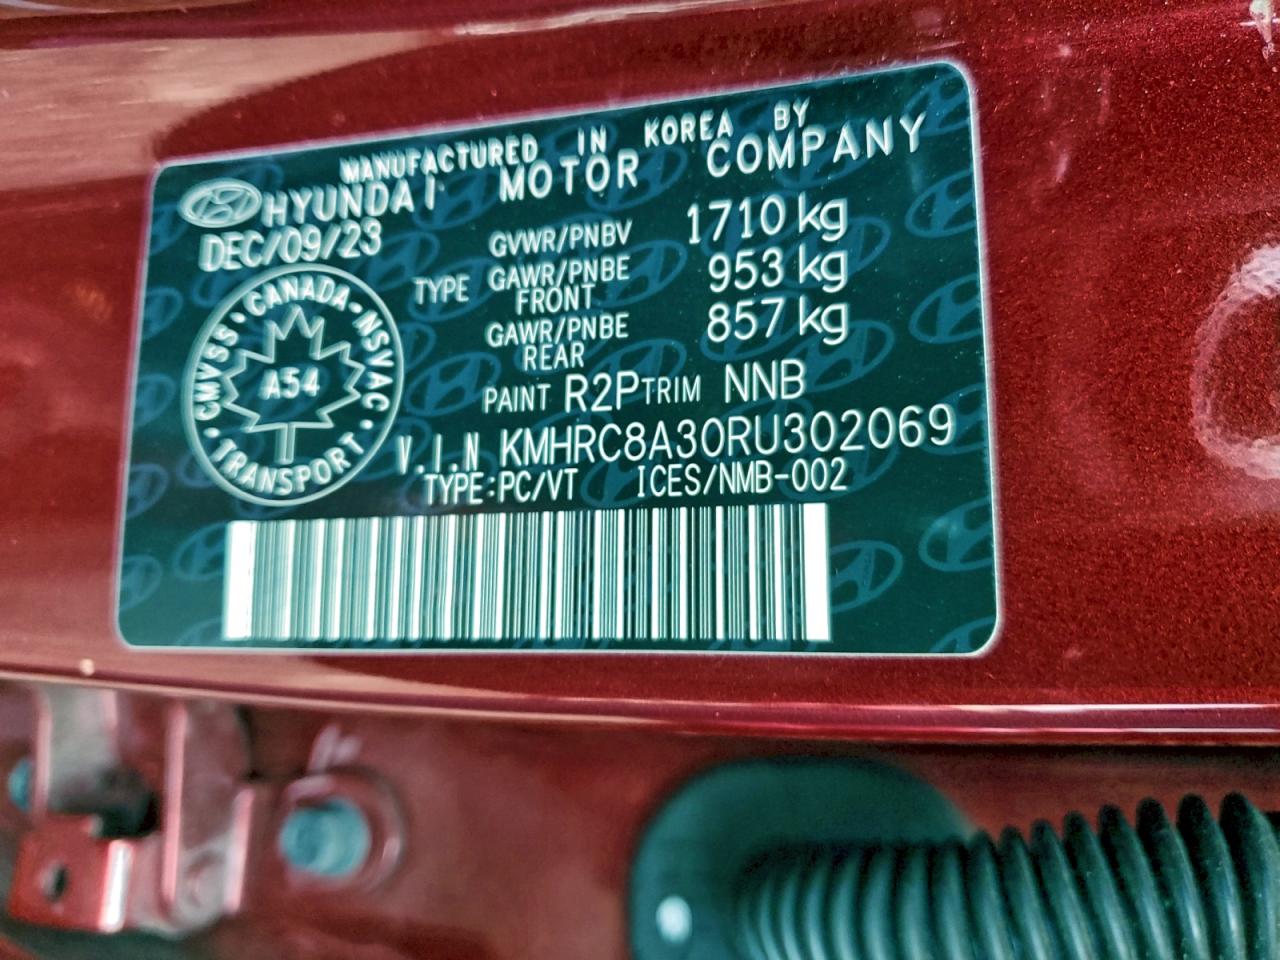 MANUFACTURED IN KOREA BY
HYUNDAI MOTOR COMPANY
DEC/09/23
GVWR/PNBV 1710 kg
TYPE GAWR/PNBE FRONT 953 kg
GAWR/PNBE REAR 857 kg
PAINT R2P TRIM NNB
V.I.N KMHRC8A30RU302069
TYPE:PC/VT ICES/NMB-002
CANADA • NSVAC • TRANSPORT • CMVSS •
A54